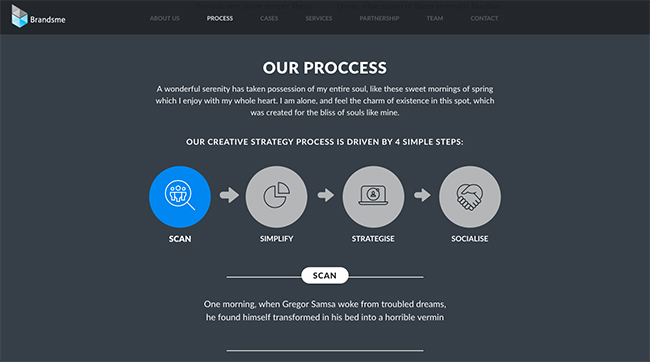 Brandsme
ABOUT US PROCESS CASES SERVICES PARTNERSHIP TEAM CONTACT
OUR PROCCESS
A wonderful serenity has taken possession of my entire soul, like these sweet mornings of spring
which I enjoy with my whole heart. I am alone, and feel the charm of existence in this spot, which
was created for the bliss of souls like mine.
OUR CREATIVE STRATEGY PROCESS IS DRIVEN BY 4 SIMPLE STEPS:
SCAN SIMPLIFY STRATEGISE SOCIALISE
SCAN
One morning, when Gregor Samsa woke from troubled dreams,
he found himself transformed in his bed into a horrible vermin